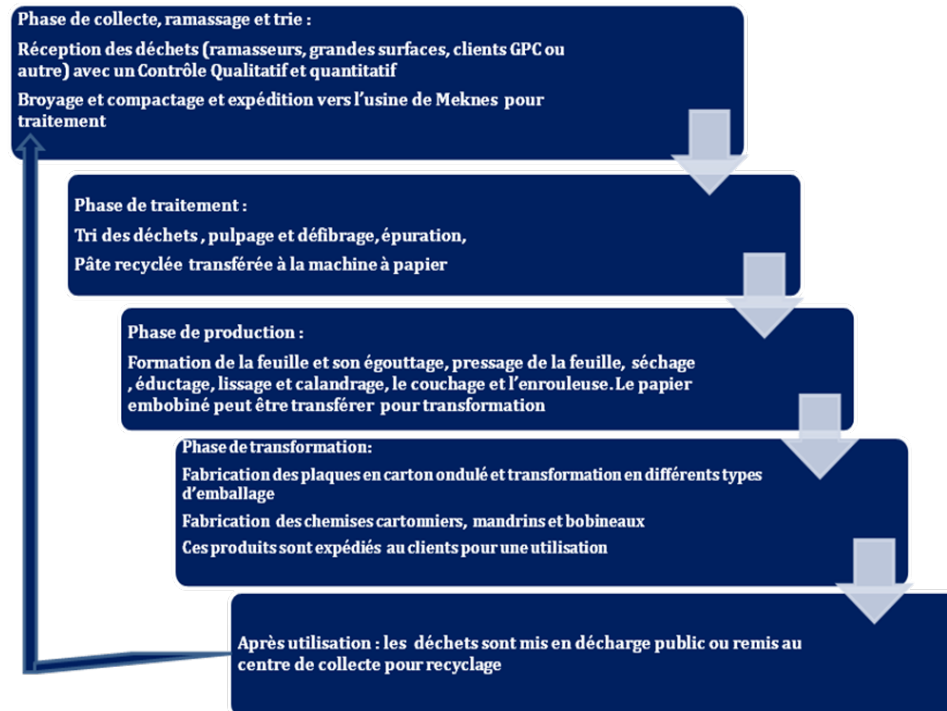 Phase de collecte, ramassage et trie :
Réception des déchets (ramasseurs, grandes surfaces, clients GPC ou
autre) avec un Contrôle Qualitatif et quantitatif
Broyage et compactage et expédition vers l'usine de Meknes pour
traitement
Phase de traitement :
Tri des déchets , pulpage et défibrage, épuration,
Pâte recyclée transférée à la machine à papier
Phase de production :
Formation de la feuille et son égouttage, pressage de la feuille, séchage
, éductage, lissage et calandrage, le couchage et l'enrouleuse. Le papier
embobiné peut être transférer pour transformation
Phase de transformation:
Fabrication des plaques en carton ondulé et transformation en différents types
d'emballage
Fabrication des chemises cartonniers, mandrins et bobineaux
Ces produits sont expédiés au clients pour une utilisation
Après utilisation : les déchets sont mis en décharge public ou remis au
centre de collecte pour recyclage